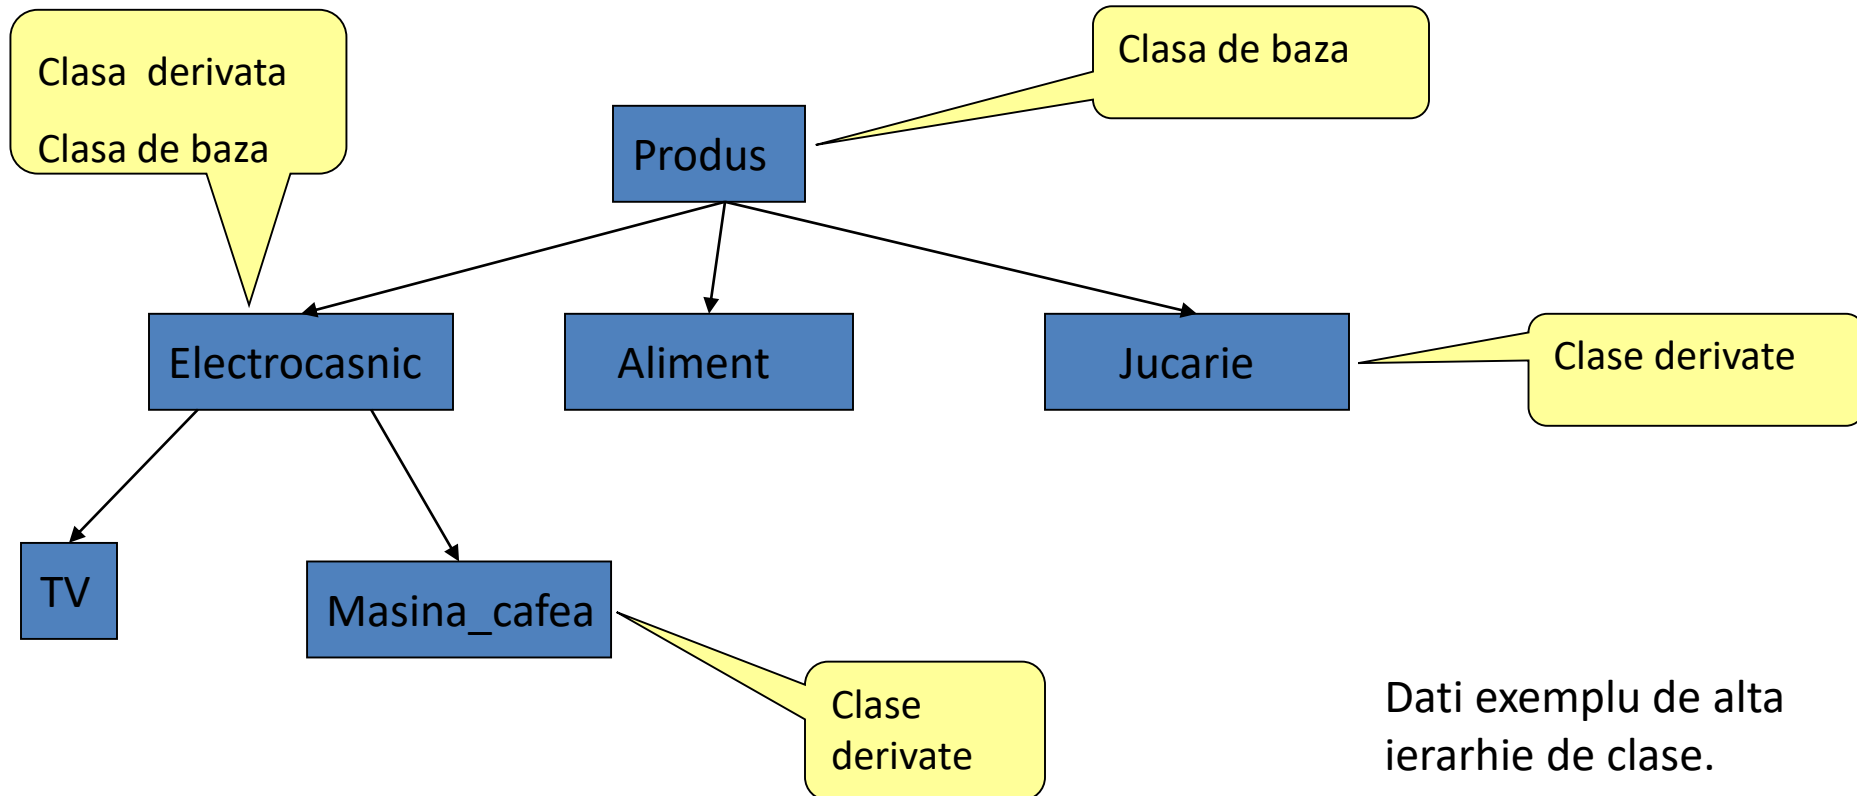 Clasa derivata
Clasa de baza
Clasa de baza
Produs
Electrocasnic
Aliment
Jucarie
Clase derivate
TV
Masina_cafea
Clase
derivate
Dati exemplu de alta
ierarhie de clase.